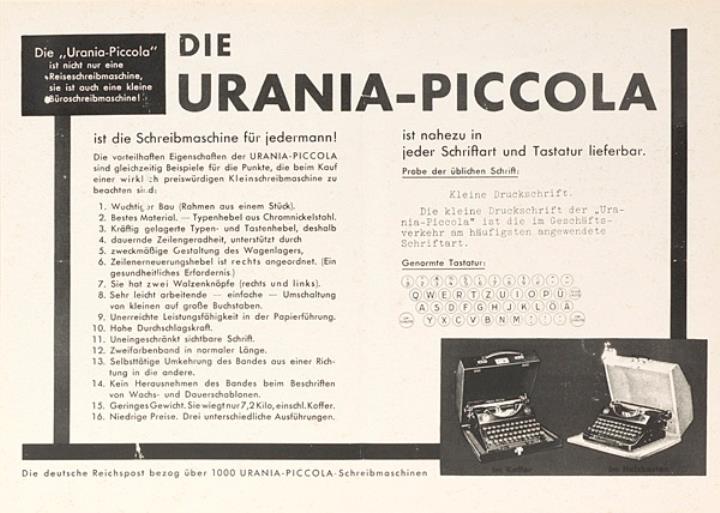 Die „Urania-Piccola"
ist nicht nur eine
Reiseschreibmaschine,
sie ist auch eine kleine
Büroschreibmaschine!
DIE
URANIA-PICCOLA
ist die Schreibmaschine für jedermann!
Die vorteilhaften Eigenschaften der URANIA-PICCOLA
sind gleichzeitig Beispiele für die Punkte, die beim Kauf
einer wirklich preiswürdigen Kleinschreibmaschine zu
beachten sind:
1. Wuchtiger Bau (Rahmen aus einem Stück).
2. Bestes Material. — Typenhebel aus Chromnickelstahl.
3. Kräftig gelagerte Typen- und Tastenhebel, deshalb
4. dauernde Zeilengeradheit, unterstützt durch
5. zweckmäßige Gestaltung des Wagenlagers,
6. Zeilenerneuerungshebel ist rechts angeordnet. (Ein
gesundheitliches Erfordernis.)
7. Sie hat zwei Walzenknöpfe (rechts und links).
8. Sehr leicht arbeitende — einfache — Umschaltung
von kleinen auf große Buchstaben.
9. Unerreichte Leistungsfähigkeit in der Papierführung.
10. Hohe Durchschlagskraft.
11. Uneingeschränkt sichtbare Schrift.
12. Zweifarbenband in normaler Länge.
13. Selbsttätige Umkehrung des Bandes aus einer Rich-
tung in die andere.
14. Kein Herausnehmen des Bandes beim Beschriften
von Wachs- und Dauerschablonen.
15. Geringes Gewicht. Sie wiegt nur 7,2 Kilo, einschl. Koffer.
16. Niedrige Preise. Drei unterschiedliche Ausführungen.
ist nahezu in
jeder Schriftart und Tastatur lieferbar.
Probe der üblichen Schrift:
Kleine Druckschrift.
Die kleine Druckschrift der „Ura-
nia-Piccola" ist die im Geschäfts-
verkehr am häufigsten angewendete
Schriftart.
Genormte Tastatur:
Q W E R T Z U I O P Ü
A S D F G H J K L Ö Ä
Y X C V B N M
Im Koffer
Im Holzkasten
Die deutsche Reichspost bezog über 1000 URANIA-PICCOLA-Schreibmaschinen